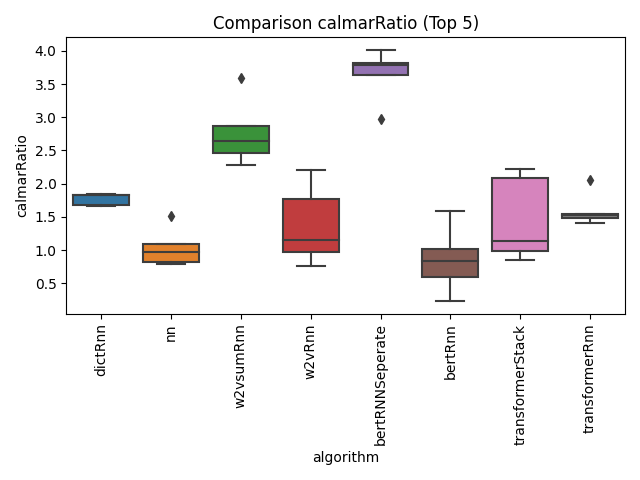 Comparison calmarRatio (Top 5)
4.0
3.5
3.0
2.5
2.0
1.5
1.0
0.5
calmarRatio
dictRnn
nn
w2vsumRnn
w2vRnn
bertRNNSeperate
bertRnn
transformerStack
transformerRnn
algorithm